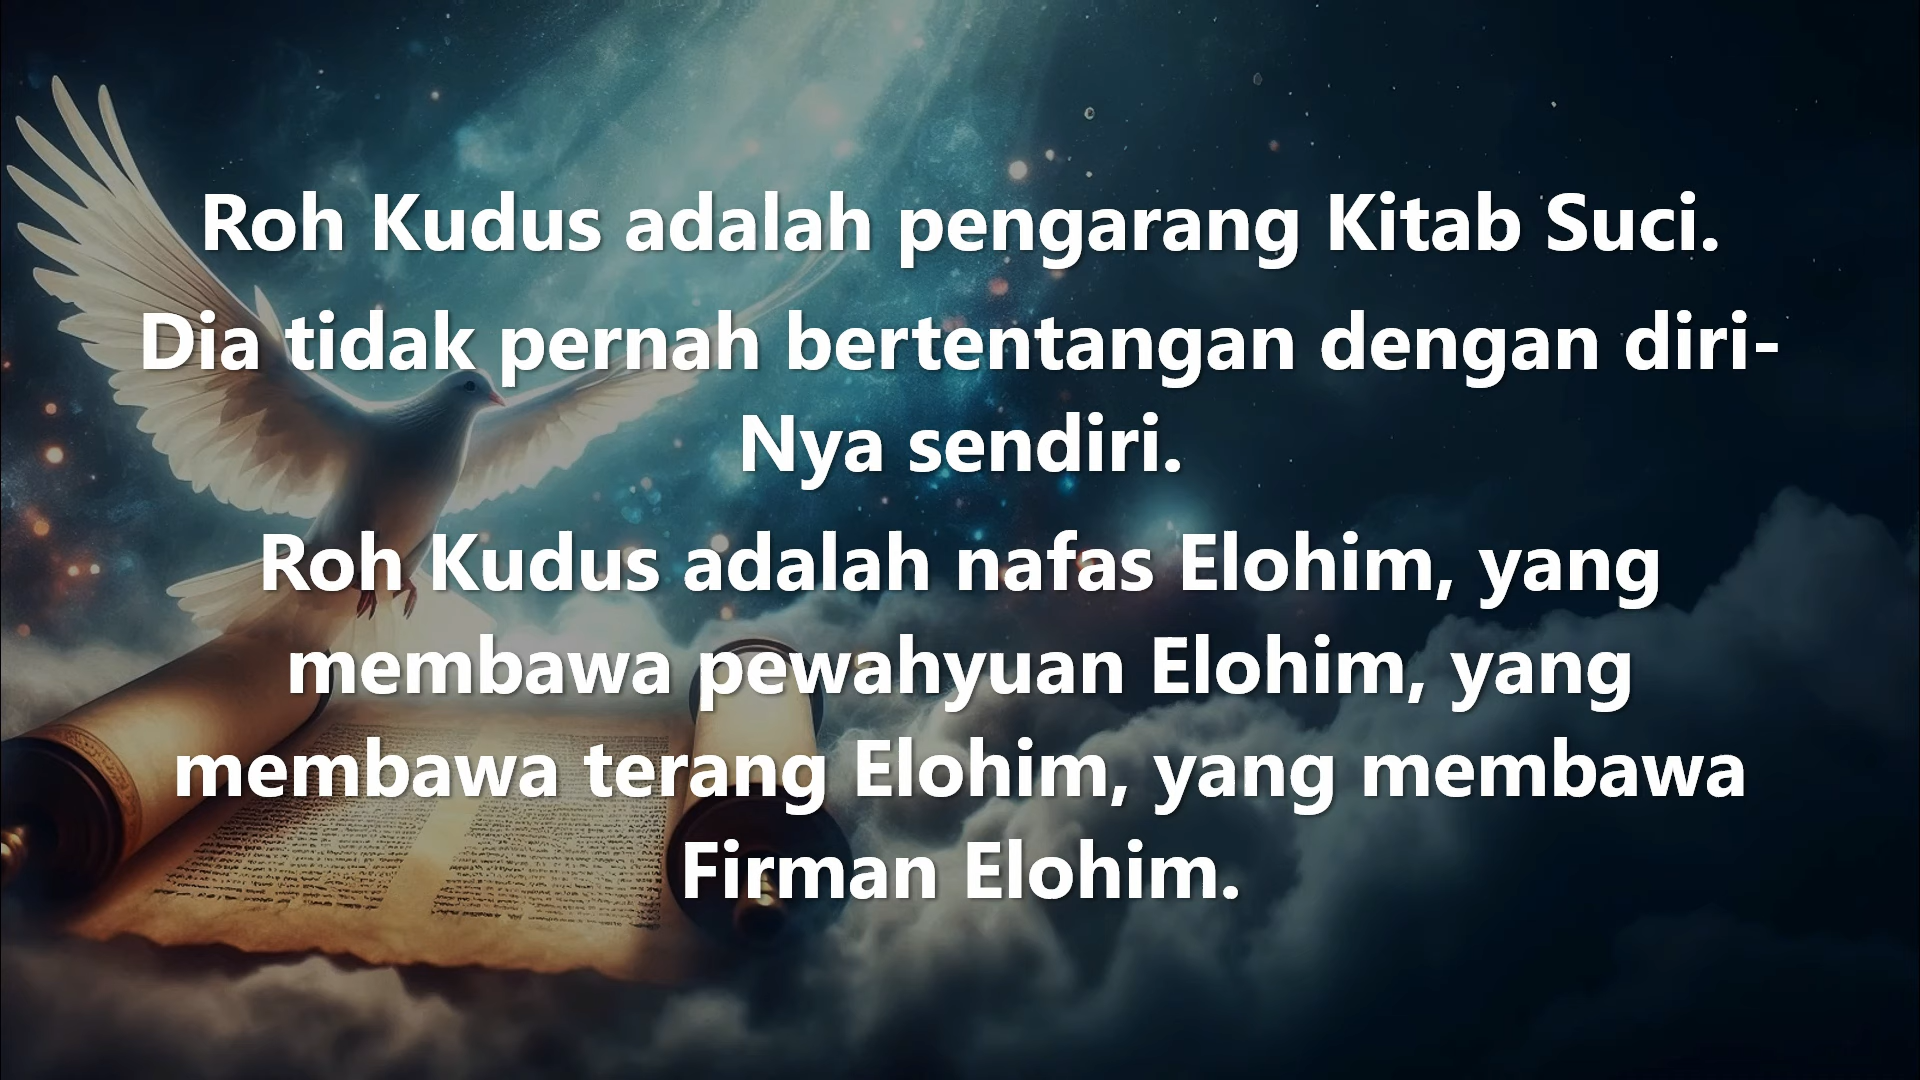 Roh Kudus adalah pengarang Kitab Suci.
Dia tidak pernah bertentangan dengan diri-
Nya sendiri.
Roh Kudus adalah nafas Elohim, yang
membawa pewahyuan Elohim, yang
membawa terang Elohim, yang membawa
Firman Elohim.